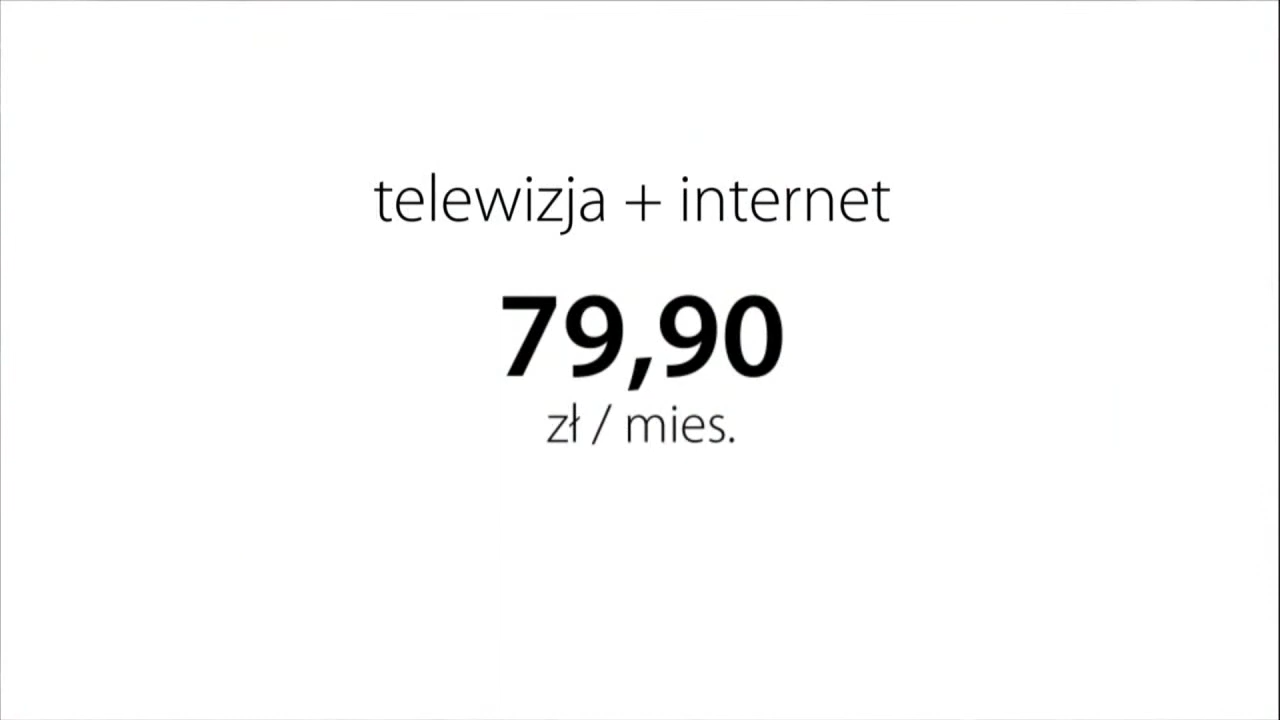 telewizja + internet
79,90
zł / mies.